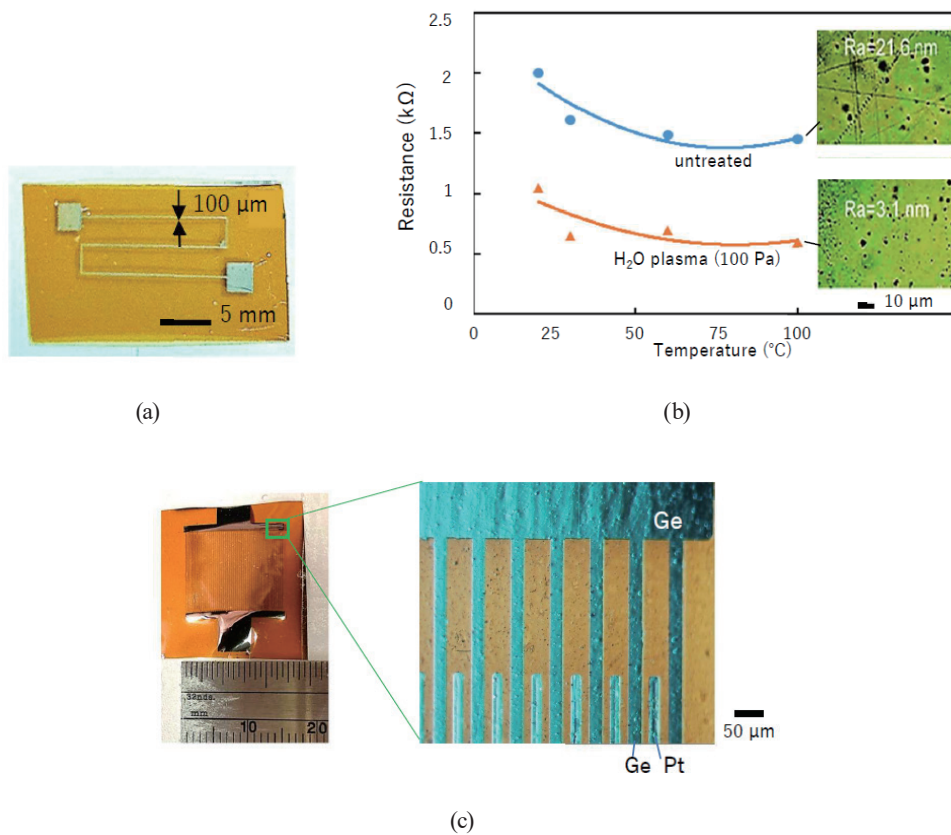 100 μm
5 mm
(a)
2.5
2
1.5
1
0.5
0
Resistance (kΩ)
0
25
50
75
100
Temperature (°C)
untreated
H₂O plasma (100 Pa)
Ra=21.6 nm
Ra=3.1 nm
10 μm
(b)
32nds.
mm
10
20
Ge
50 μm
Ge
Pt
(c)